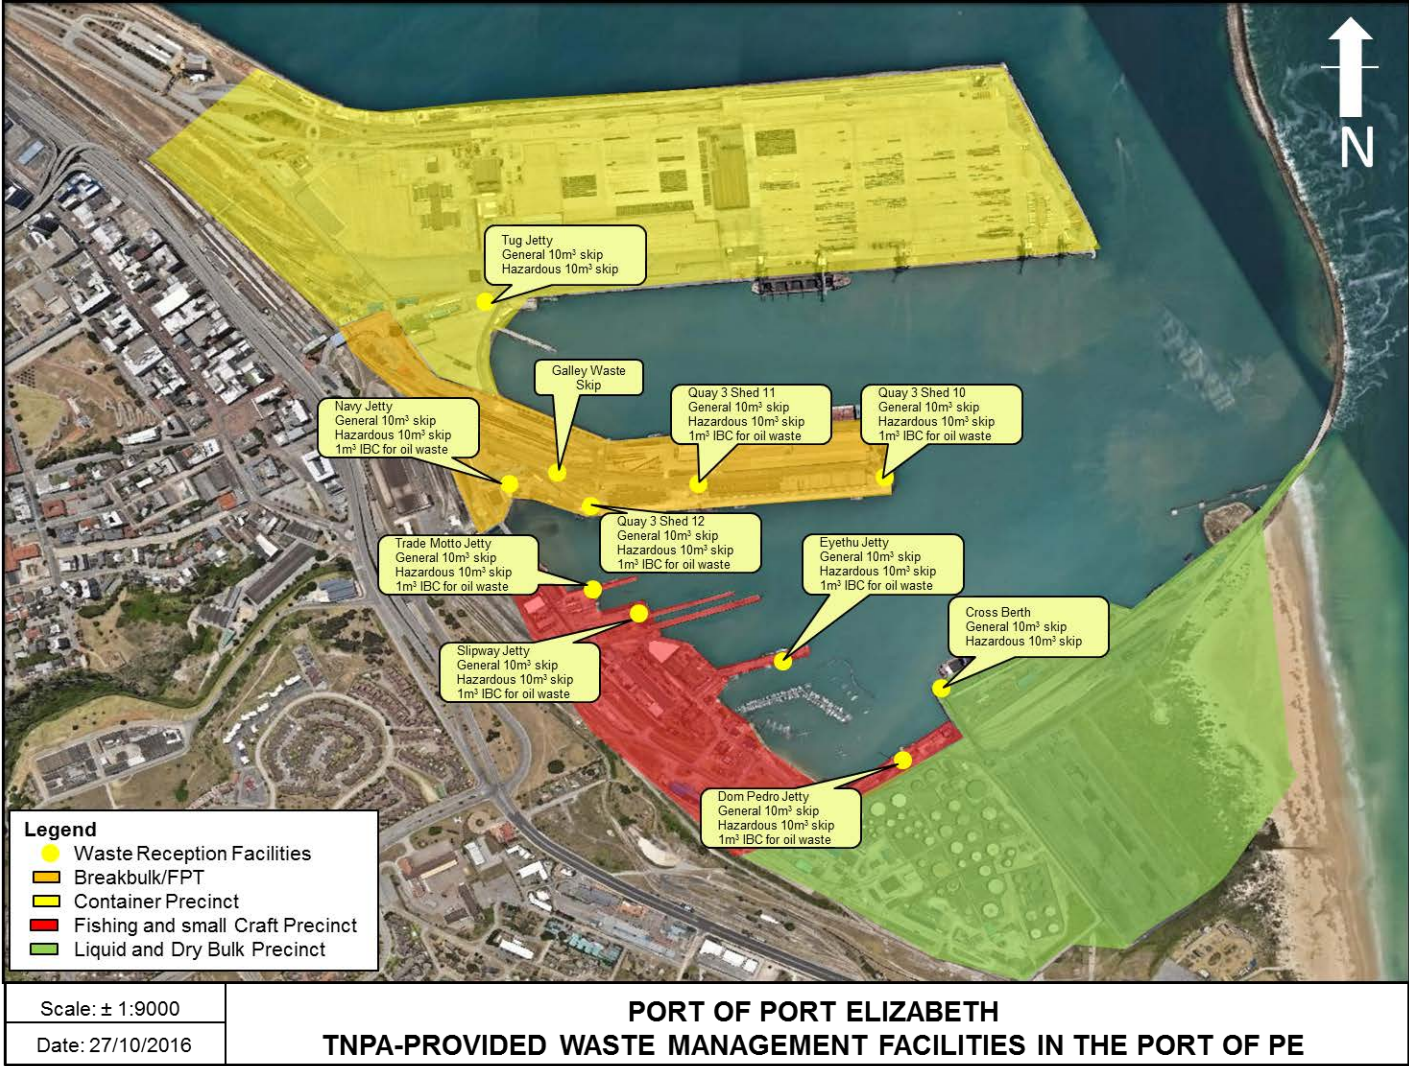 N
Tug Jetty
General 10m³ skip
Hazardous 10m³ skip
Galley Waste
Skip
Navy Jetty
General 10m³ skip
Hazardous 10m³ skip
1m³ IBC for oil waste
Quay 3 Shed 11
General 10m³ skip
Hazardous 10m³ skip
1m³ IBC for oil waste
Quay 3 Shed 10
General 10m³ skip
Hazardous 10m³ skip
1m³ IBC for oil waste
Quay 3 Shed 12
General 10m³ skip
Hazardous 10m³ skip
1m³ IBC for oil waste
Trade Motto Jetty
General 10m³ skip
Hazardous 10m³ skip
1m³ IBC for oil waste
Eyethu Jetty
General 10m³ skip
Hazardous 10m³ skip
1m³ IBC for oil waste
Cross Berth
General 10m³ skip
Hazardous 10m³ skip
Slipway Jetty
General 10m³ skip
Hazardous 10m³ skip
1m³ IBC for oil waste
Dom Pedro Jetty
General 10m³ skip
Hazardous 10m³ skip
1m³ IBC for oil waste
Legend
Waste Reception Facilities
Breakbulk/FPT
Container Precinct
Fishing and small Craft Precinct
Liquid and Dry Bulk Precinct
Scale: ± 1:9000
Date: 27/10/2016
PORT OF PORT ELIZABETH
TNPA-PROVIDED WASTE MANAGEMENT FACILITIES IN THE PORT OF PE